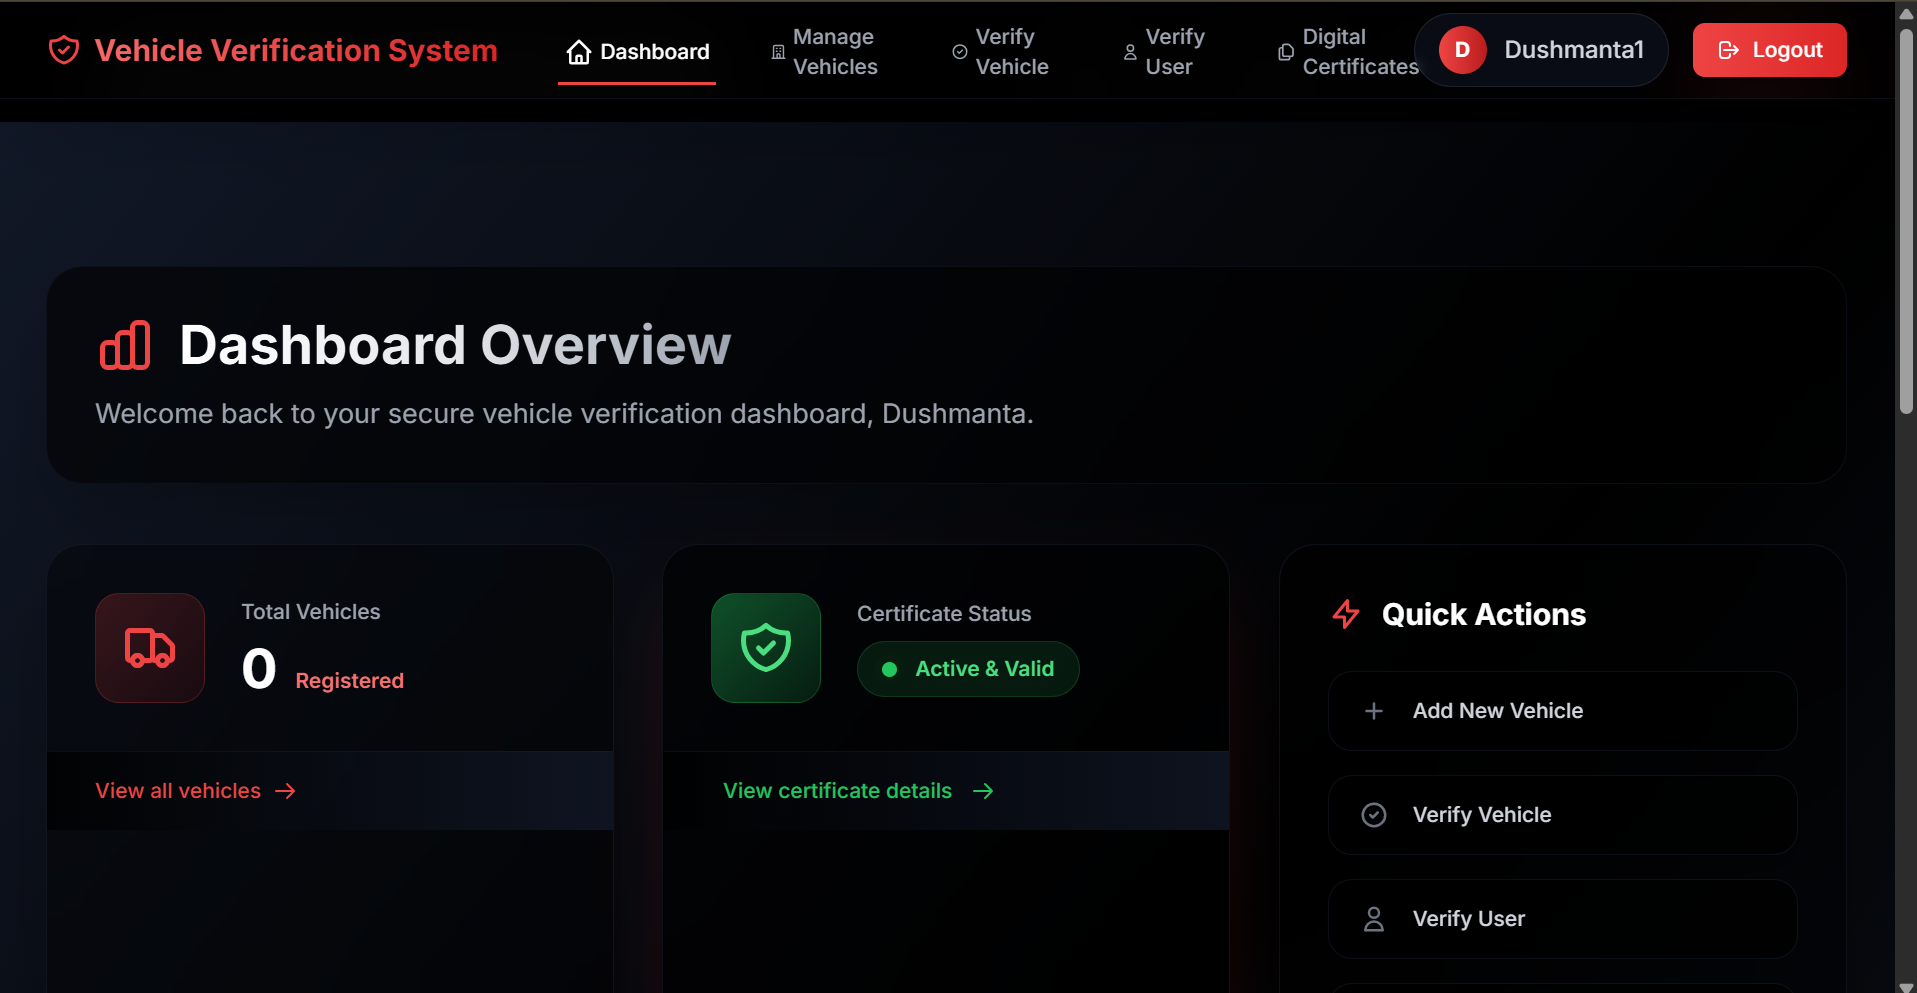 Vehicle Verification System
Dashboard
Manage
Vehicles
Verify
Vehicle
Verify
User
Digital
Certificates
D
Dushmanta1
Logout
Dashboard Overview
Welcome back to your secure vehicle verification dashboard, Dushmanta.
Total Vehicles
0 Registered
View all vehicles
Certificate Status
Active & Valid
View certificate details
Quick Actions
Add New Vehicle
Verify Vehicle
Verify User